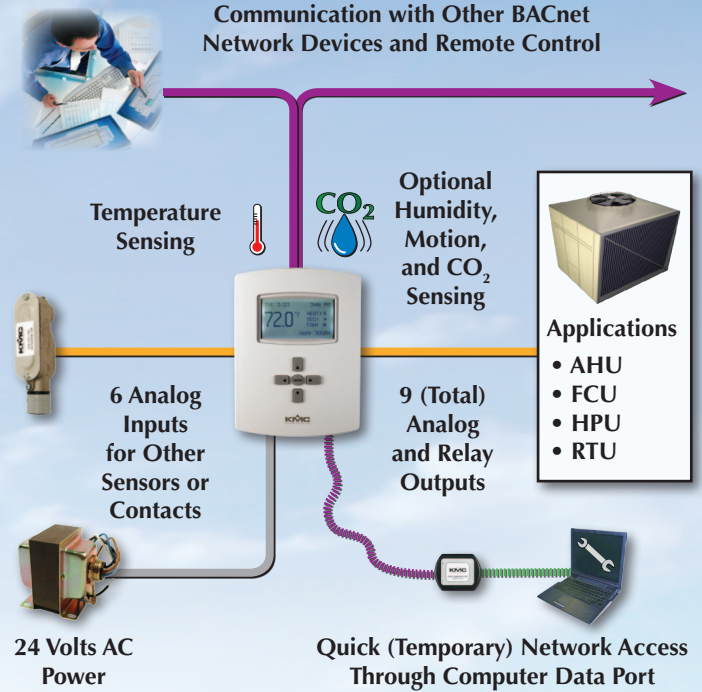 Communication with Other BACnet
Network Devices and Remote Control
Temperature
Sensing
CO2
Optional
Humidity,
Motion,
and CO2
Sensing
KMC
72.0°F
KMC
6 Analog
Inputs
for Other
Sensors or
Contacts
9 (Total)
Analog
and Relay
Outputs
Applications
• AHU
• FCU
• HPU
• RTU
KMC
24 Volts AC
Power
Quick (Temporary) Network Access
Through Computer Data Port